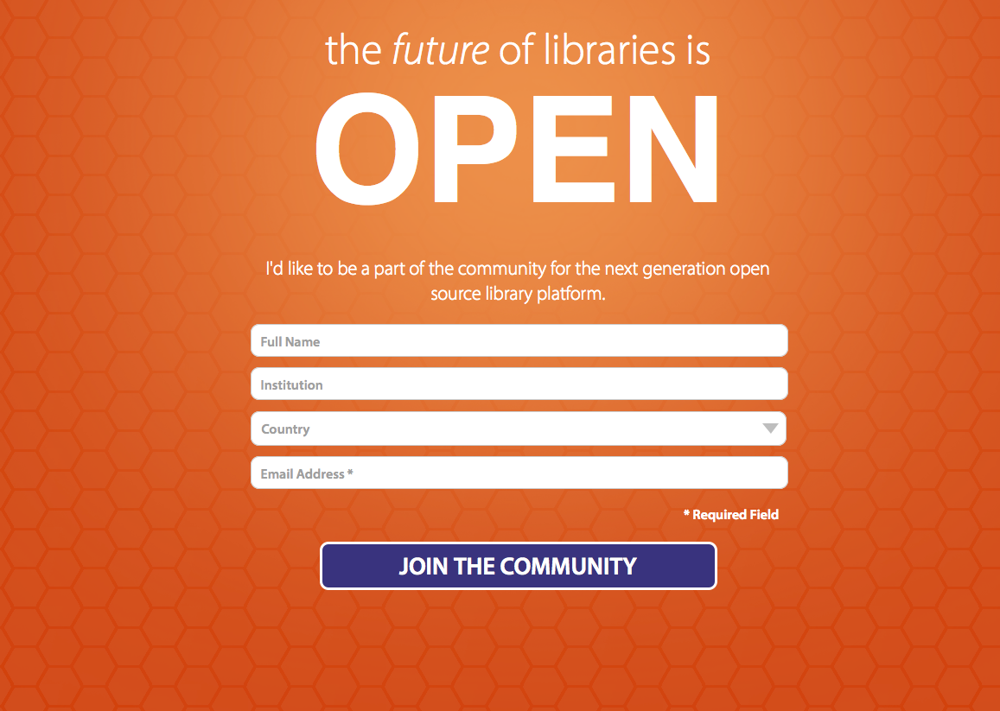 the future of libraries is
OPEN
I'd like to be a part of the community for the next generation open
source library platform.
Full Name
Institution
Country
Email Address *
* Required Field
JOIN THE COMMUNITY